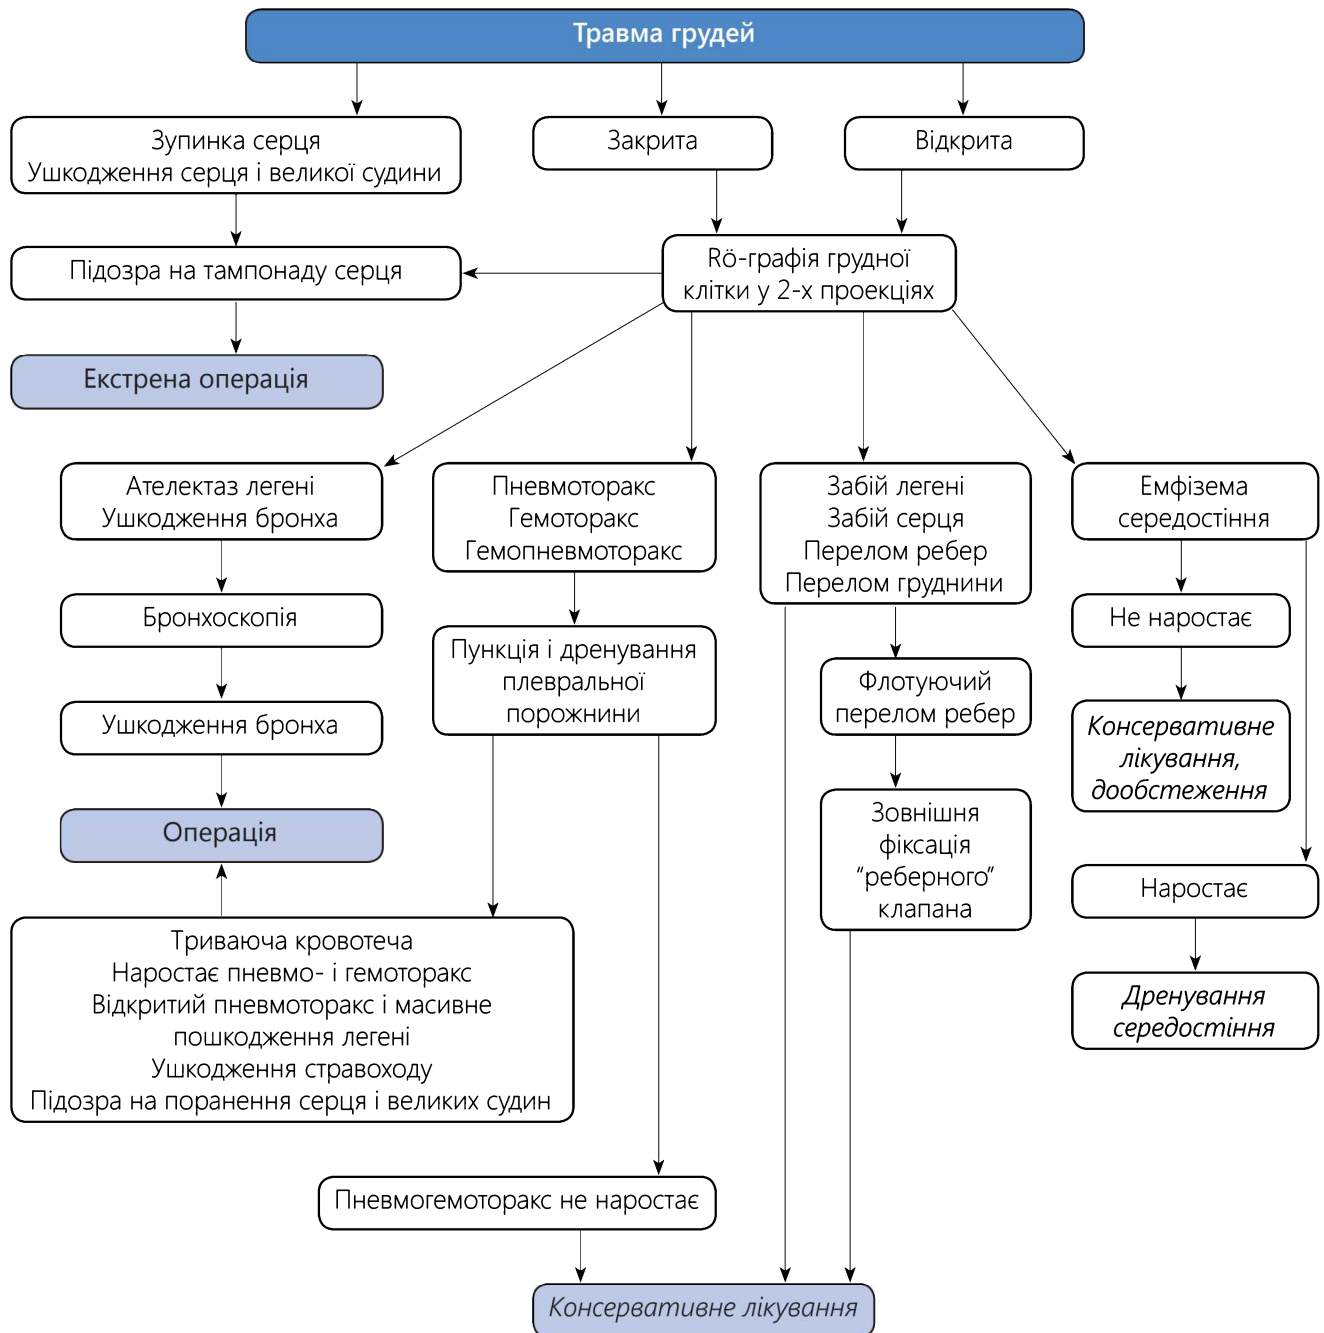 Травма грудей
Зупинка серця
Ушкодження серця і великої судини
Закрита
Відкрита
Підозра на тампонаду серця
Rö-графія грудної
клітки у 2-х проекціях
Екстрена операція
Ателектаз легені
Ушкодження бронха
Пневмоторакс
Гемоторакс
Гемопневмоторакс
Забій легені
Забій серця
Перелом ребер
Перелом груднини
Емфізема
середостіння
Бронхоскопія
Пункція і дренування
плевральної
порожнини
Не наростає
Флотуючий
перелом ребер
Ушкодження бронха
Консервативне
лікування,
дообстеження
Операція
Зовнішня
фіксація
“реберного”
клапана
Наростає
Триваюча кровотеча
Наростає пневмо- і гемоторакс
Відкритий пневмоторакс і масивне
пошкодження легені
Ушкодження стравоходу
Підозра на поранення серця і великих судин
Дренування
середостіння
Пневмогемоторакс не наростає
Консервативне лікування